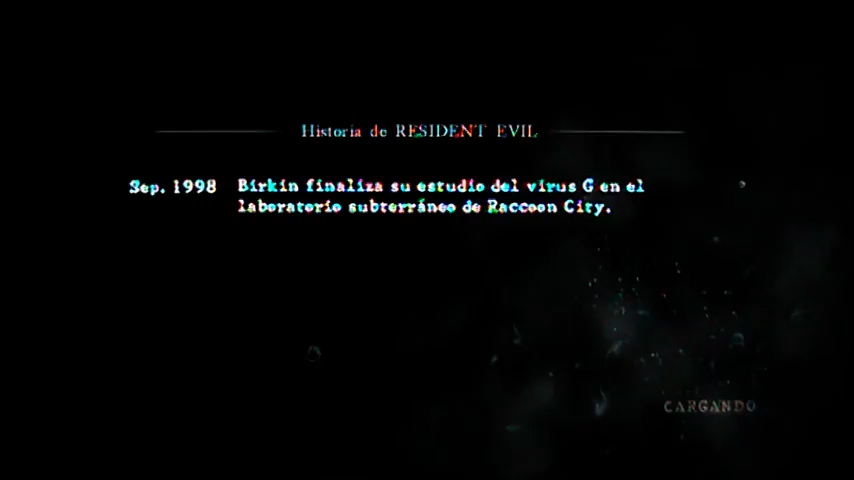 Historia de RESIDENT EVIL
Sep. 1998 Birkin finaliza su estudio del virus G en el
laboratorio subterráneo de Raccoon City.
CARGANDO